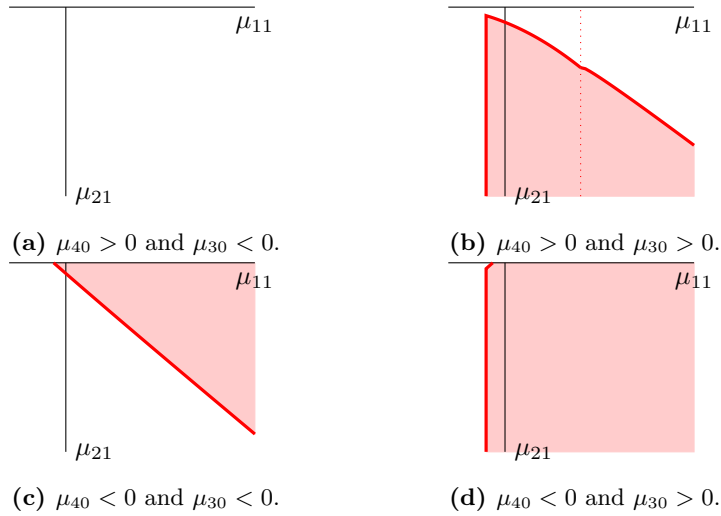 μ₁₁ μ₁₁
μ₂₁ μ₂₁
(a) μ₄₀ > 0 and μ₃₀ < 0. (b) μ₄₀ > 0 and μ₃₀ > 0.
μ₁₁ μ₁₁
μ₂₁ μ₂₁
(c) μ₄₀ < 0 and μ₃₀ < 0. (d) μ₄₀ < 0 and μ₃₀ > 0.